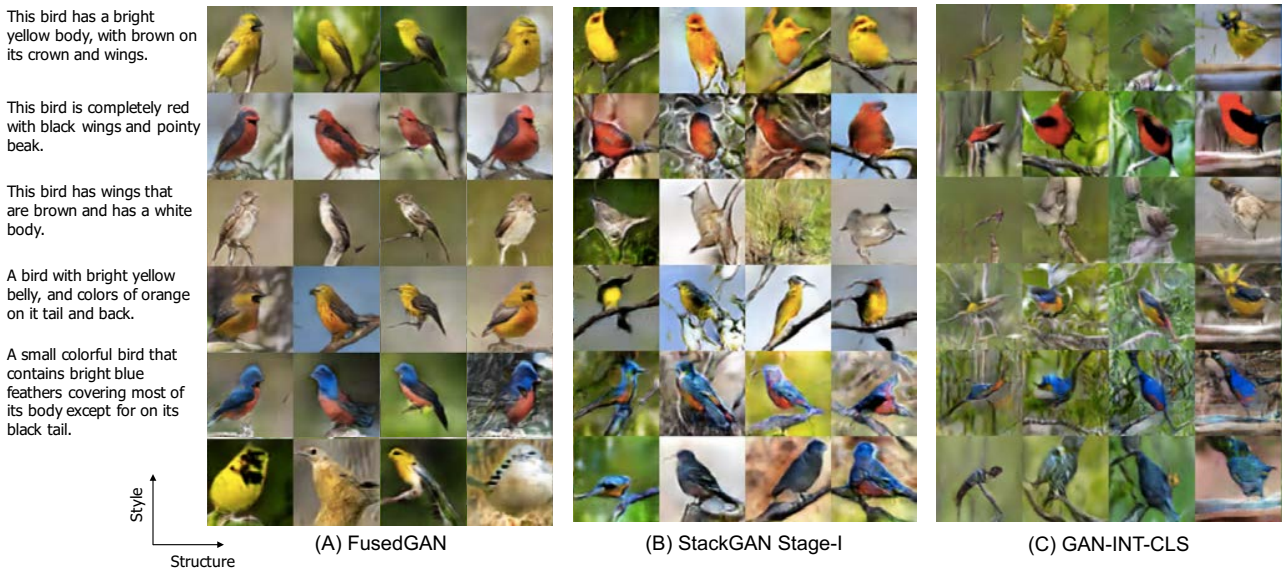 This bird has a bright
yellow body, with brown on
its crown and wings.
This bird is completely red
with black wings and pointy
beak.
This bird has wings that
are brown and has a white
body.
A bird with bright yellow
belly, and colors of orange
on it tail and back.
A small colorful bird that
contains bright blue
feathers covering most of
its body except for on its
black tail.
Style
Structure
(A) FusedGAN
(B) StackGAN Stage-I
(C) GAN-INT-CLS